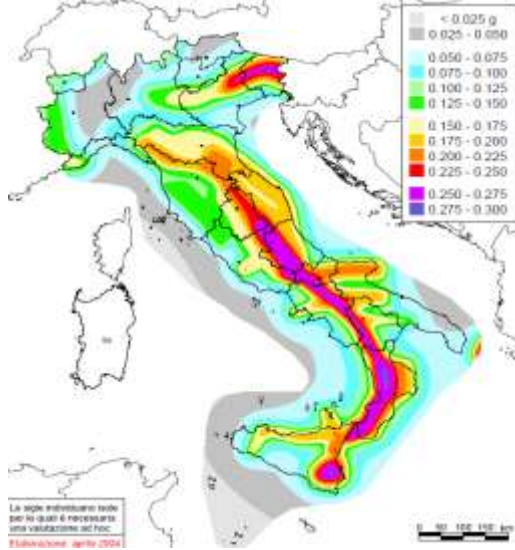 < 0.025 g
0.025 - 0.050
0.050 - 0.075
0.075 - 0.100
0.100 - 0.125
0.125 - 0.150
0.150 - 0.175
0.175 - 0.200
0.200 - 0.225
0.225 - 0.250
0.250 - 0.275
0.275 - 0.300
Le sigle individuano isole
per le quali è necessaria
una valutazione ad hoc
Elaborazione: aprile 2004
0 50 100 150 km